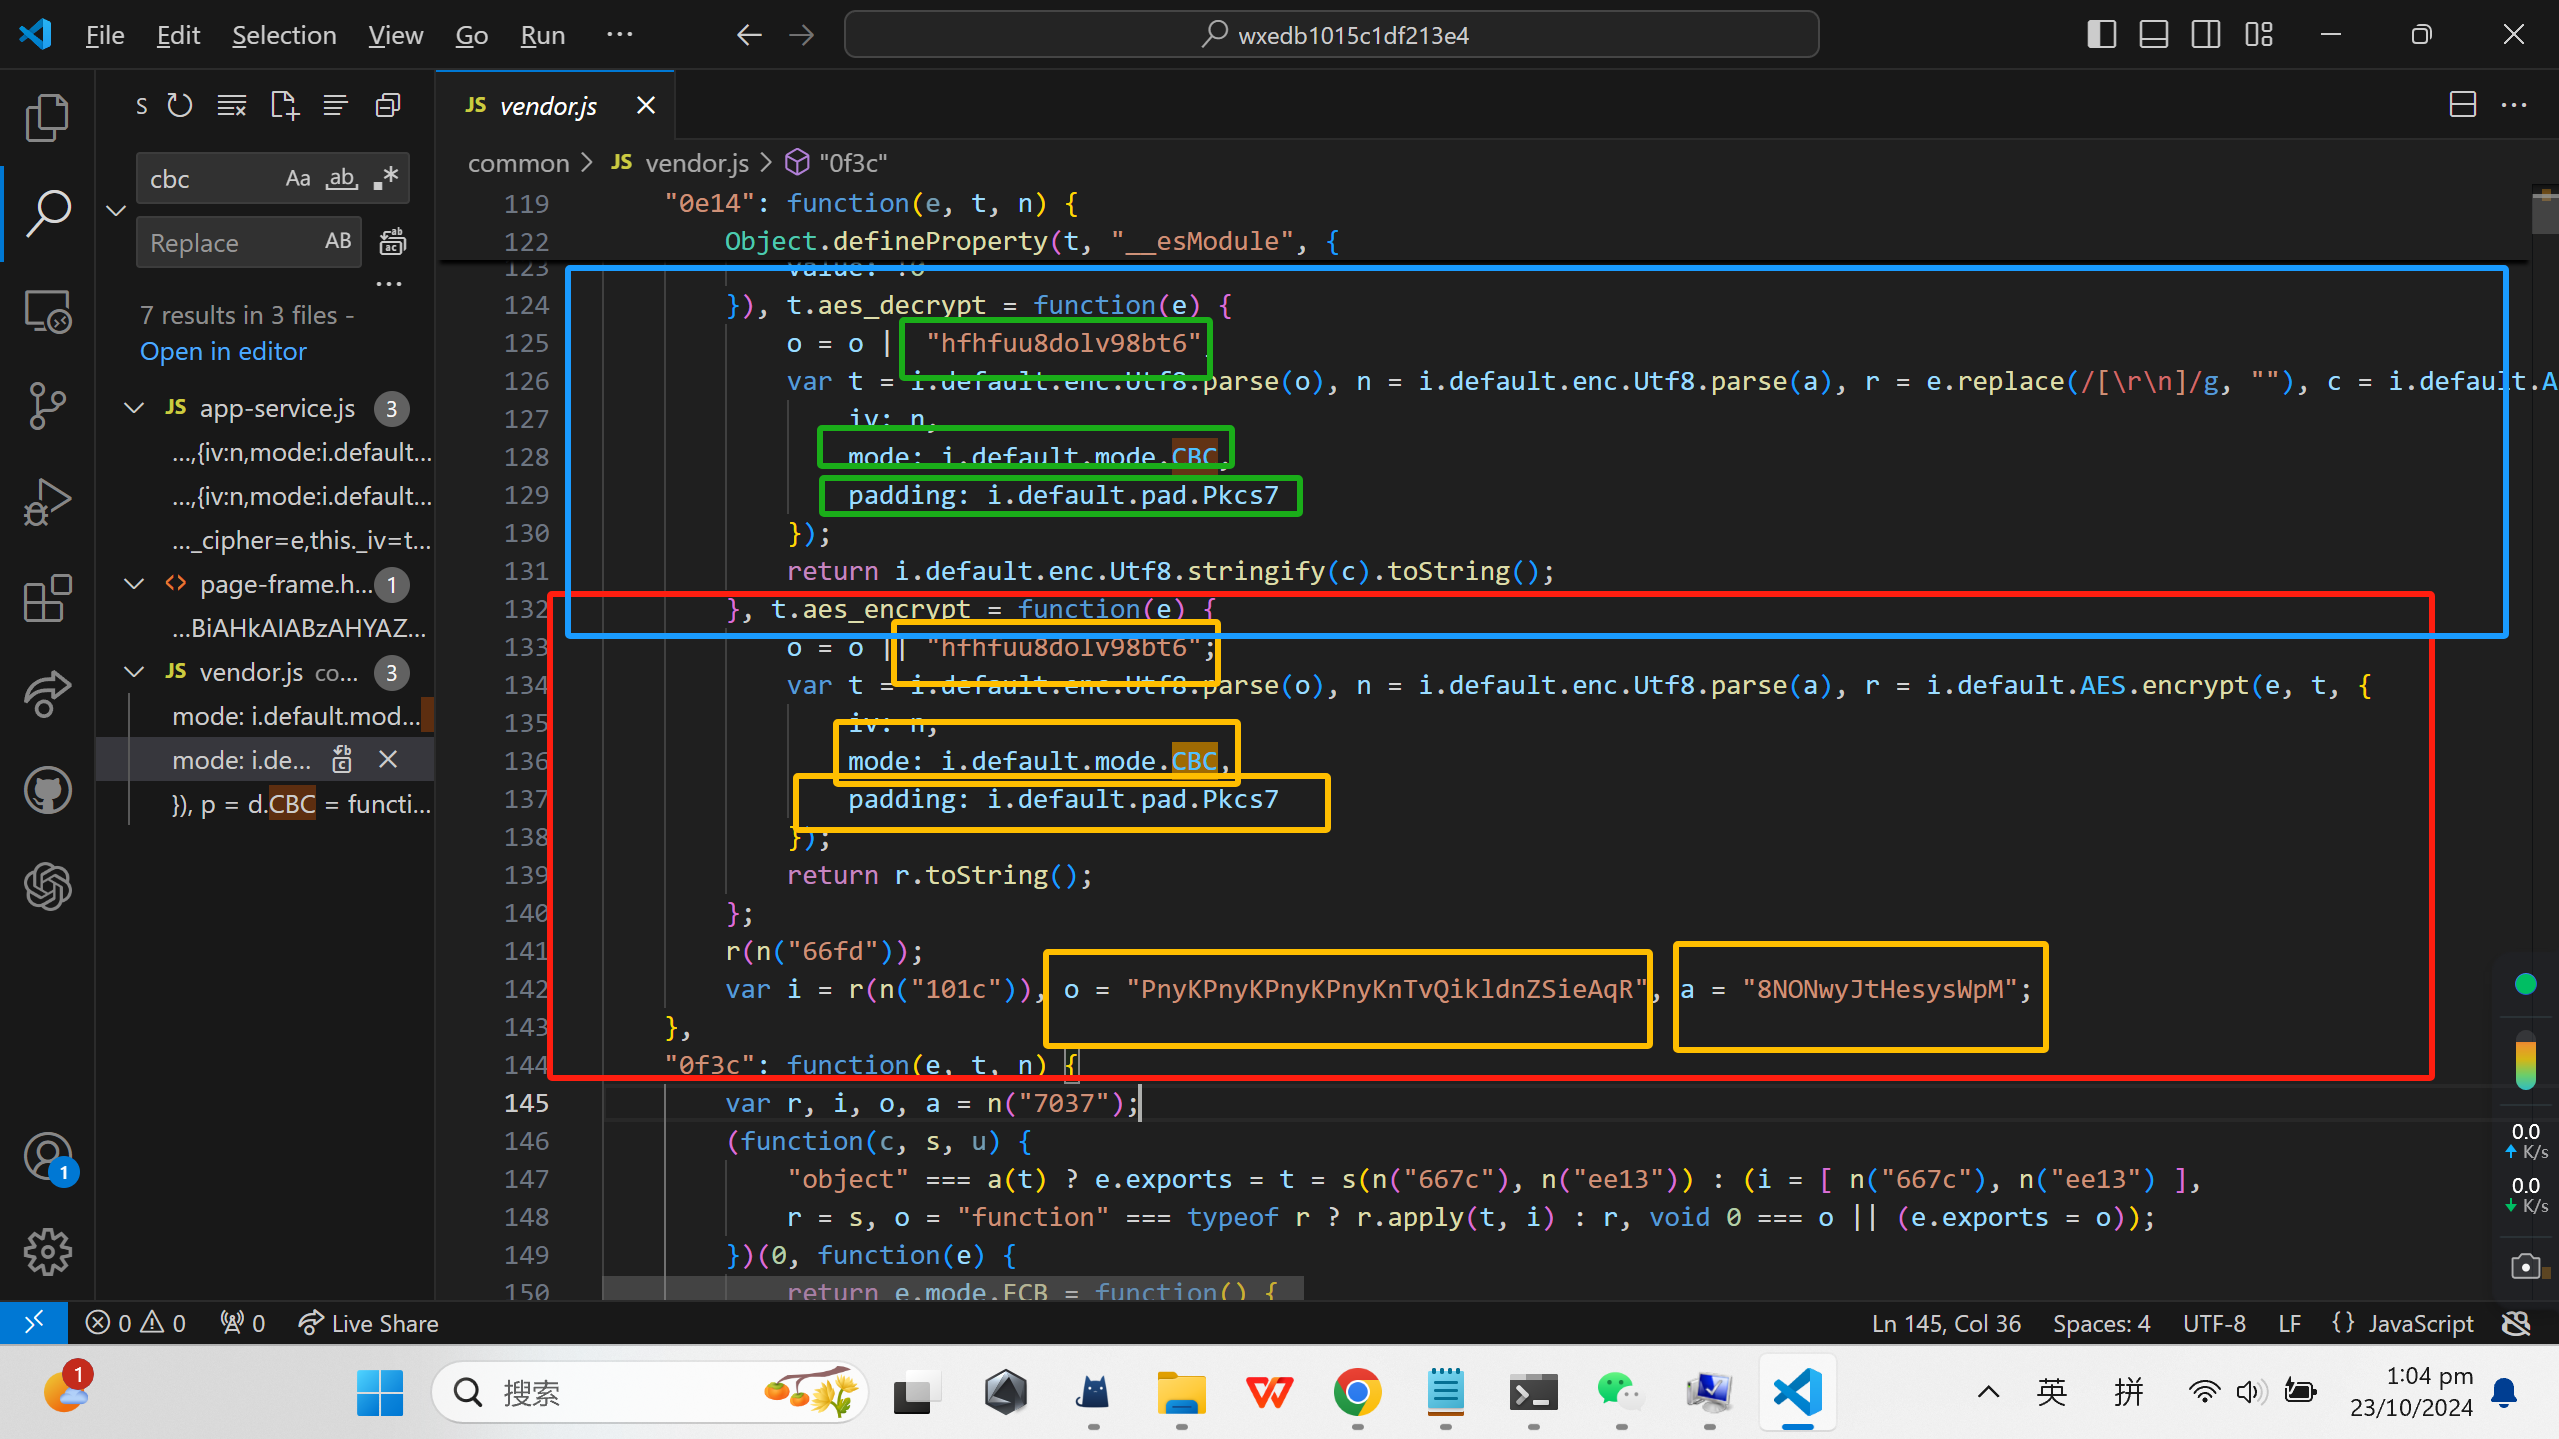 File Edit Selection View Go Run ···
wxedb1015c1df213e4
S
cbc
Aa ab .*
Replace
AB
···
7 results in 3 files -
Open in editor
JS app-service.js 3
...,{iv:n,mode:i.default...
...,{iv:n,mode:i.default...
..._cipher=e,this._iv=t...
<> page-frame.h... 1
...BiAHkAIABzAHYAZ...
JS vendor.js co... 3
mode: i.default.mod...
mode: i.de...
}), p = d.CBC = functi...
1
JS vendor.js
common > JS vendor.js > "0f3c"
119 "0e14": function(e, t, n) {
122 Object.defineProperty(t, "__esModule", {
123 value: !0
124 }), t.aes_decrypt = function(e) {
125 o = o | "hfhfuu8dolv98bt6"
126 var t = i.default.enc.Utf8.parse(o), n = i.default.enc.Utf8.parse(a), r = e.replace(/[\r\n]/g, ""), c = i.default.A
127 iv: n,
128 mode: i.default.mode.CBC,
129 padding: i.default.pad.Pkcs7
130 });
131 return i.default.enc.Utf8.stringify(c).toString();
132 }, t.aes_encrypt = function(e) {
133 o = o || "hfhfuu8dolv98bt6";
134 var t = i.default.enc.Utf8.parse(o), n = i.default.enc.Utf8.parse(a), r = i.default.AES.encrypt(e, t, {
135 iv: n,
136 mode: i.default.mode.CBC,
137 padding: i.default.pad.Pkcs7
138 });
139 return r.toString();
140 };
141 r(n("66fd"));
142 var i = r(n("101c")), o = "PnyKPnyKPnyKPnyKnTvQikldnZSieAqR", a = "8NONwyJtHesysWpM";
143 },
144 "0f3c": function(e, t, n) {
145 var r, i, o, a = n("7037");
146 (function(c, s, u) {
147 "object" === a(t) ? e.exports = t = s(n("667c"), n("ee13")) : (i = [ n("667c"), n("ee13") ],
148 r = s, o = "function" === typeof r ? r.apply(t, i) : r, void 0 === o || (e.exports = o));
149 })(0, function(e) {
150 return e.mode.ECB = function() {
0.0
K/s
0.0
K/s
0 0 0 Live Share
Ln 145, Col 36 Spaces: 4 UTF-8 LF {} JavaScript
1
搜索
英 拼
1:04 pm
23/10/2024